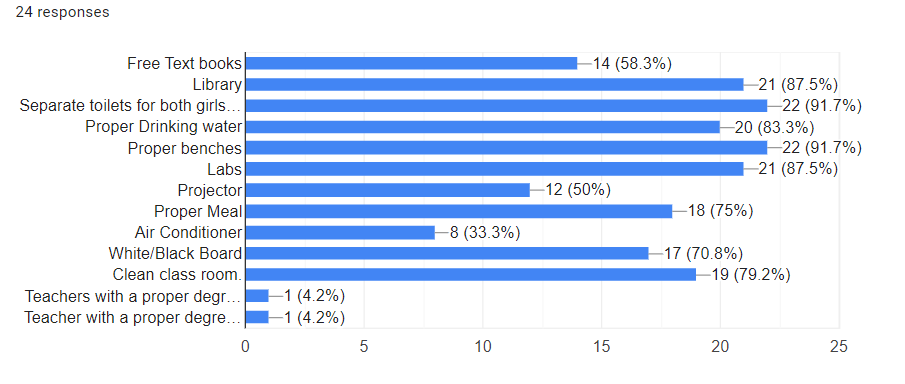 24 responses
Free Text books 14 (58.3%)
Library 21 (87.5%)
Separate toilets for both girls… 22 (91.7%)
Proper Drinking water 20 (83.3%)
Proper benches 22 (91.7%)
Labs 21 (87.5%)
Projector 12 (50%)
Proper Meal 18 (75%)
Air Conditioner 8 (33.3%)
White/Black Board 17 (70.8%)
Clean class room. 19 (79.2%)
Teachers with a proper degr… 1 (4.2%)
Teacher with a proper degre… 1 (4.2%)
0 5 10 15 20 25